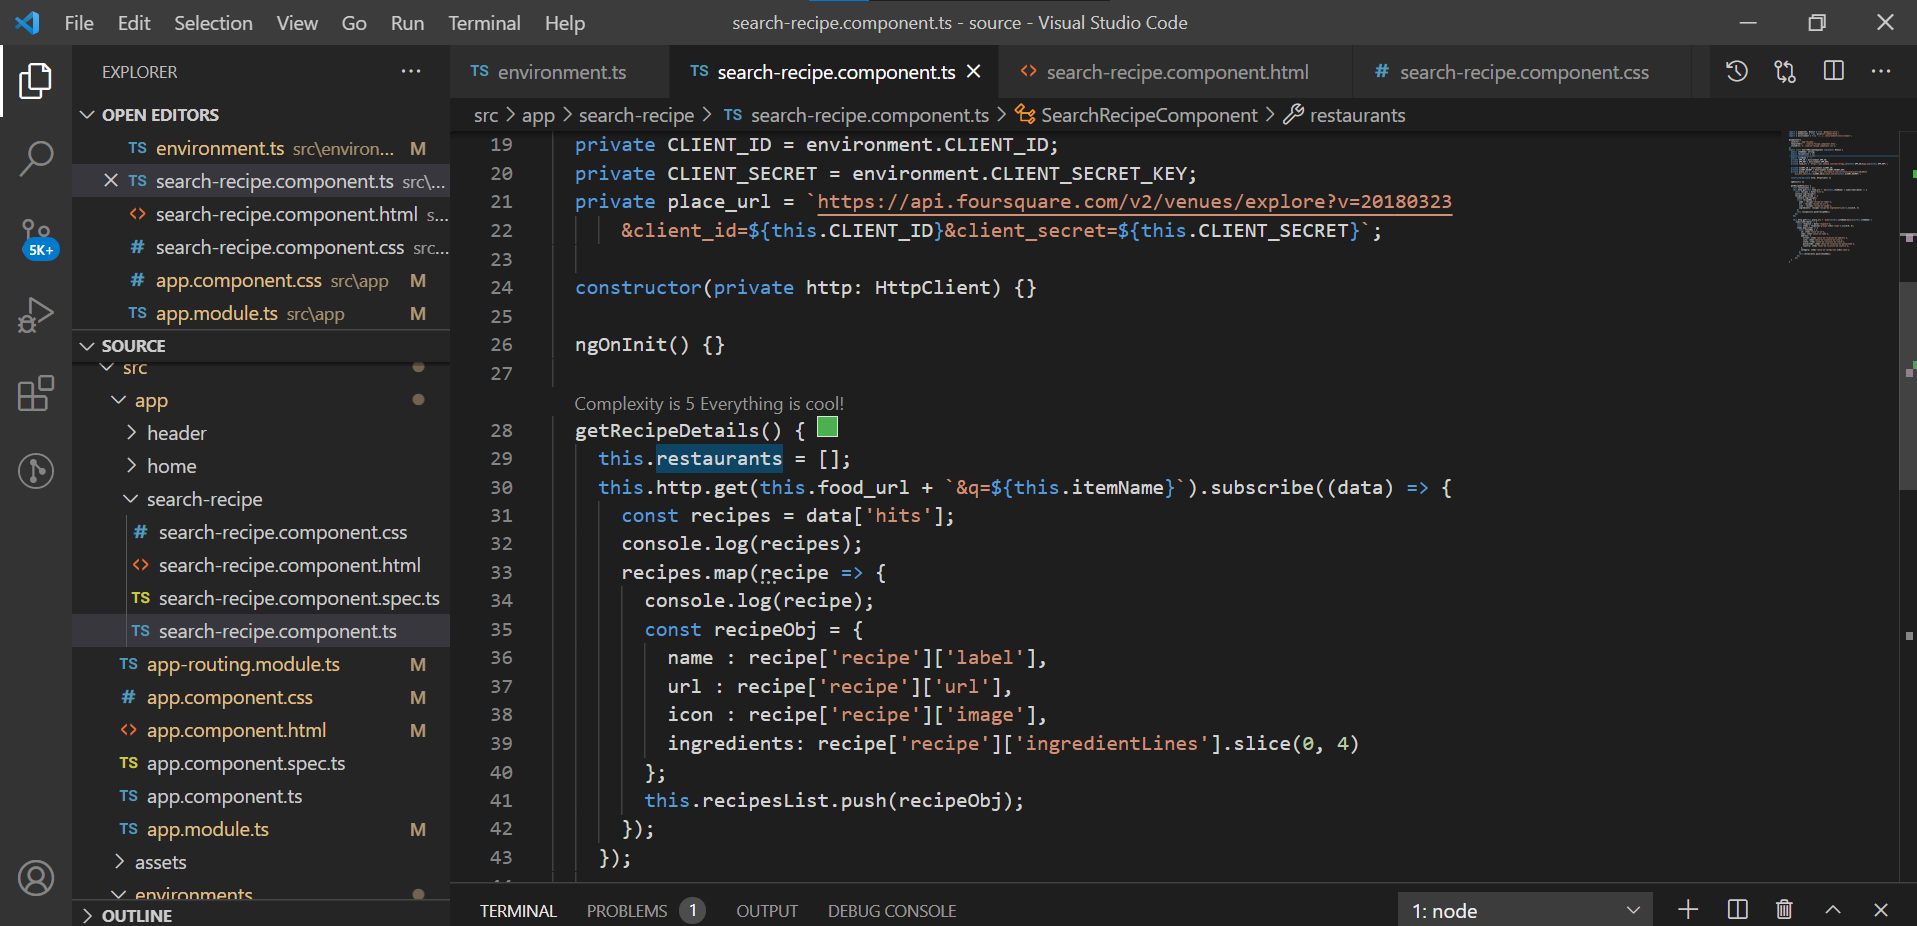 File Edit Selection View Go Run Terminal Help search-recipe.component.ts - source - Visual Studio Code
EXPLORER
OPEN EDITORS
TS environment.ts src\environ... M
TS search-recipe.component.ts src\...
<> search-recipe.component.html s...
# search-recipe.component.css src...
# app.component.css src\app M
TS app.module.ts src\app M
SOURCE
src
app
header
home
search-recipe
# search-recipe.component.css
<> search-recipe.component.html
TS search-recipe.component.spec.ts
TS search-recipe.component.ts
TS app-routing.module.ts M
# app.component.css M
<> app.component.html M
TS app.component.spec.ts
TS app.component.ts
TS app.module.ts M
assets
environments
OUTLINE
5K+
TS environment.ts TS search-recipe.component.ts <> search-recipe.component.html # search-recipe.component.css
src > app > search-recipe > TS search-recipe.component.ts > SearchRecipeComponent > restaurants
19 private CLIENT_ID = environment.CLIENT_ID;
20 private CLIENT_SECRET = environment.CLIENT_SECRET_KEY;
21 private place_url = `https://api.foursquare.com/v2/venues/explore?v=20180323
22 &client_id=${this.CLIENT_ID}&client_secret=${this.CLIENT_SECRET}`;
23
24 constructor(private http: HttpClient) {}
25
26 ngOnInit() {}
27
Complexity is 5 Everything is cool!
28 getRecipeDetails() {
29 this.restaurants = [];
30 this.http.get(this.food_url + `&q=${this.itemName}`).subscribe((data) => {
31 const recipes = data['hits'];
32 console.log(recipes);
33 recipes.map(recipe => {
34 console.log(recipe);
35 const recipeObj = {
36 name : recipe['recipe']['label'],
37 url : recipe['recipe']['url'],
38 icon : recipe['recipe']['image'],
39 ingredients: recipe['recipe']['ingredientLines'].slice(0, 4)
40 };
41 this.recipesList.push(recipeObj);
42 });
43 });
TERMINAL PROBLEMS 1 OUTPUT DEBUG CONSOLE 1: node